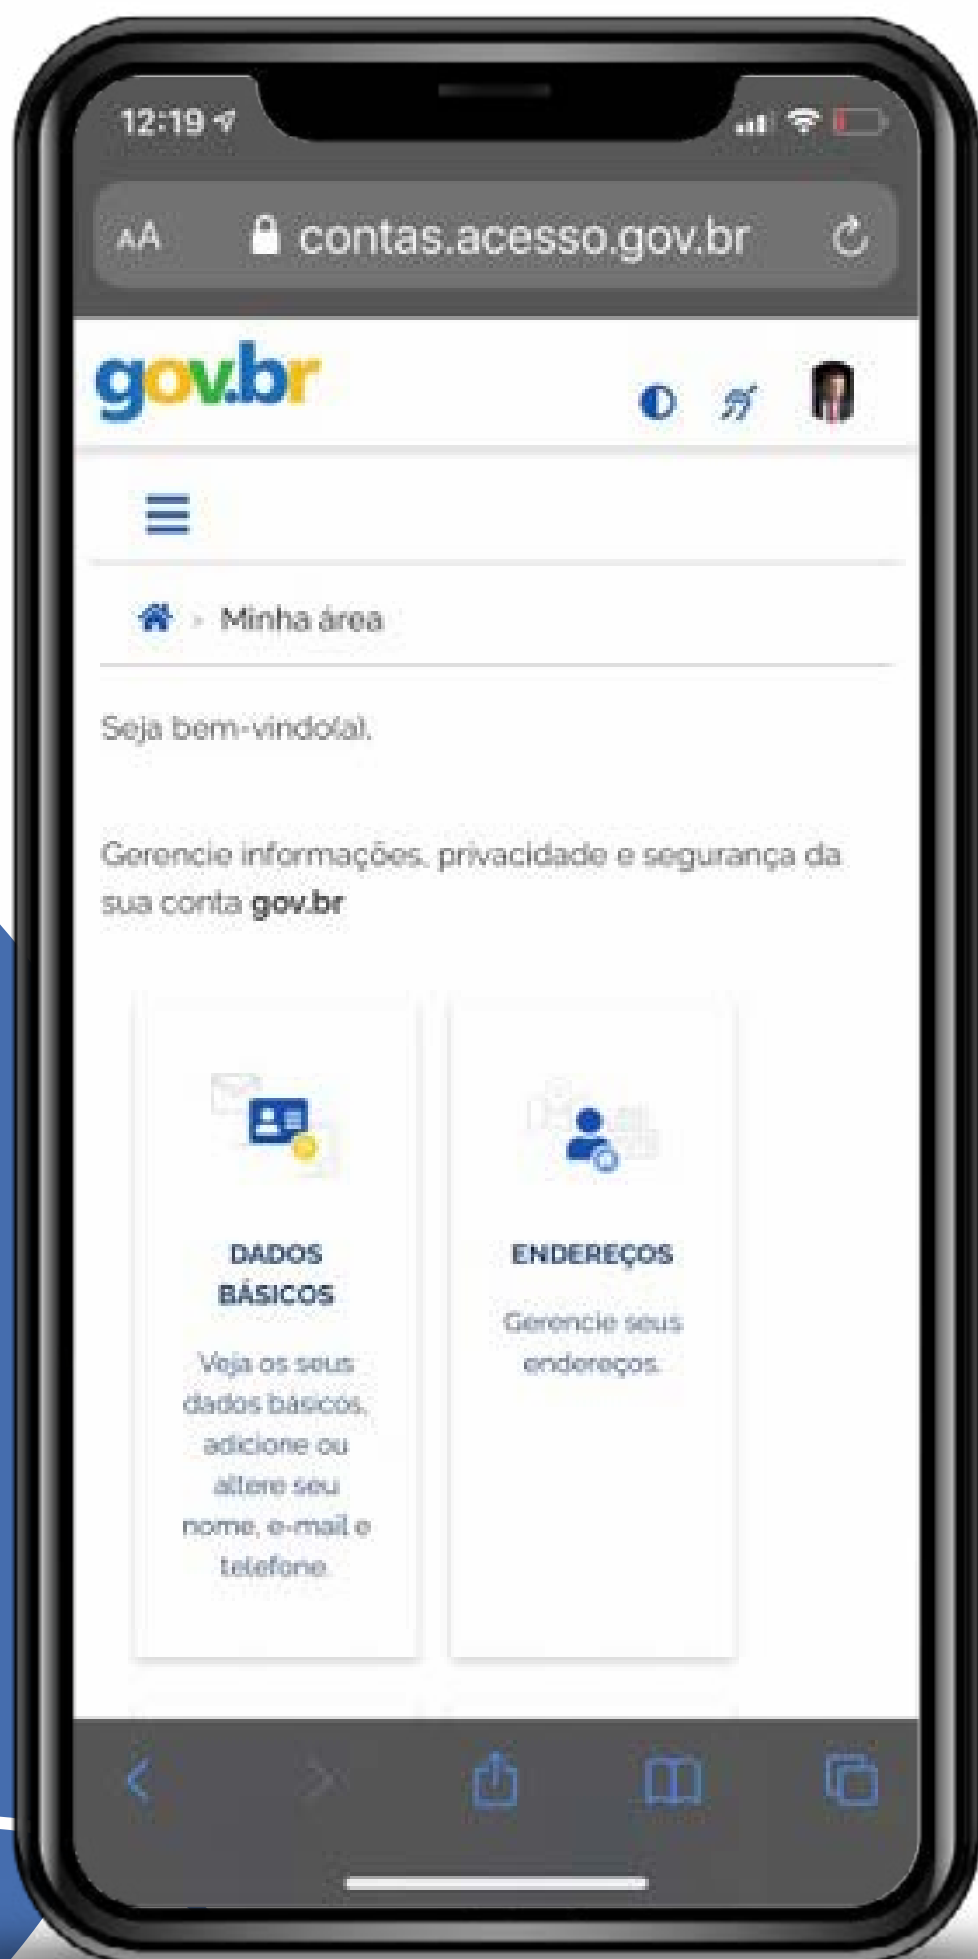 12:19
AA contas.acesso.gov.br
gov.br
Minha área
Seja bem-vindo(a),
Gerencie informações, privacidade e segurança da
sua conta gov.br
DADOS
BÁSICOS
Veja os seus
dados básicos,
adicione ou
altere seu
nome, e-mail e
telefone.
ENDEREÇOS
Gerencie seus
endereços.